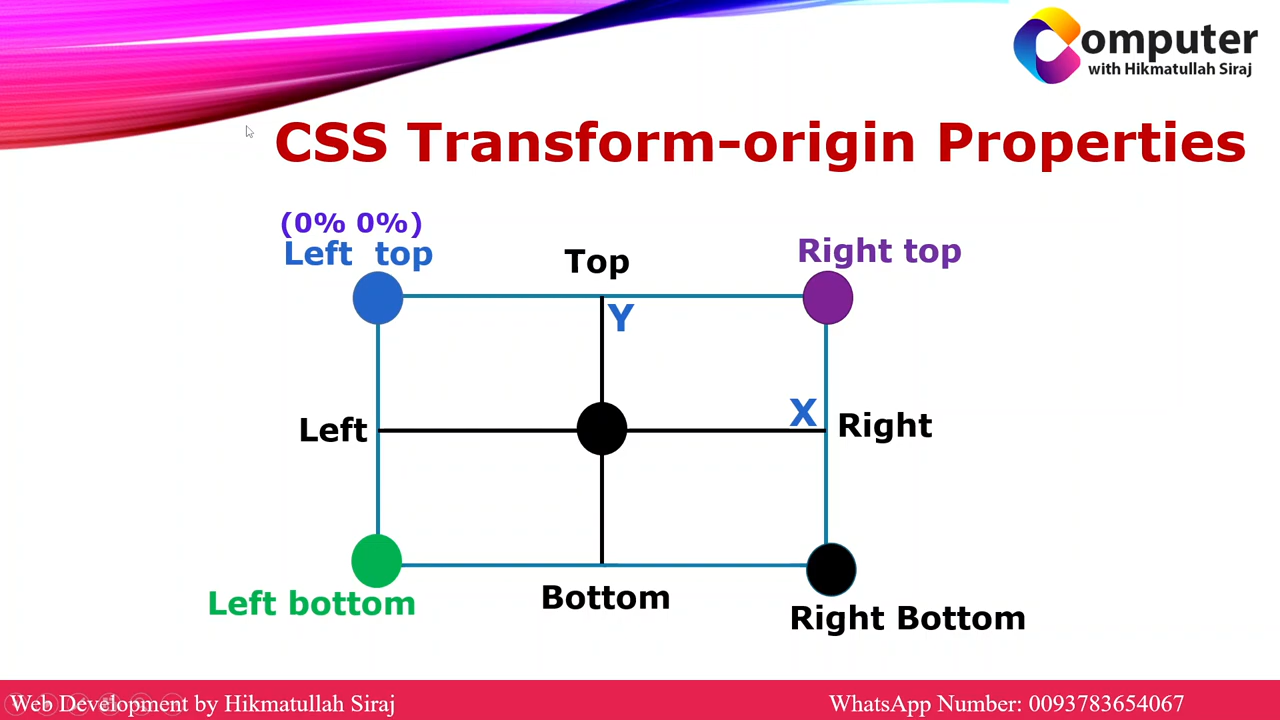 Computer
with Hikmatullah Siraj
CSS Transform-origin Properties
(0% 0%)
Left top
Top
Right top
Y
X
Left
Right
Left bottom
Bottom
Right Bottom
Web Development by Hikmatullah Siraj
WhatsApp Number: 0093783654067